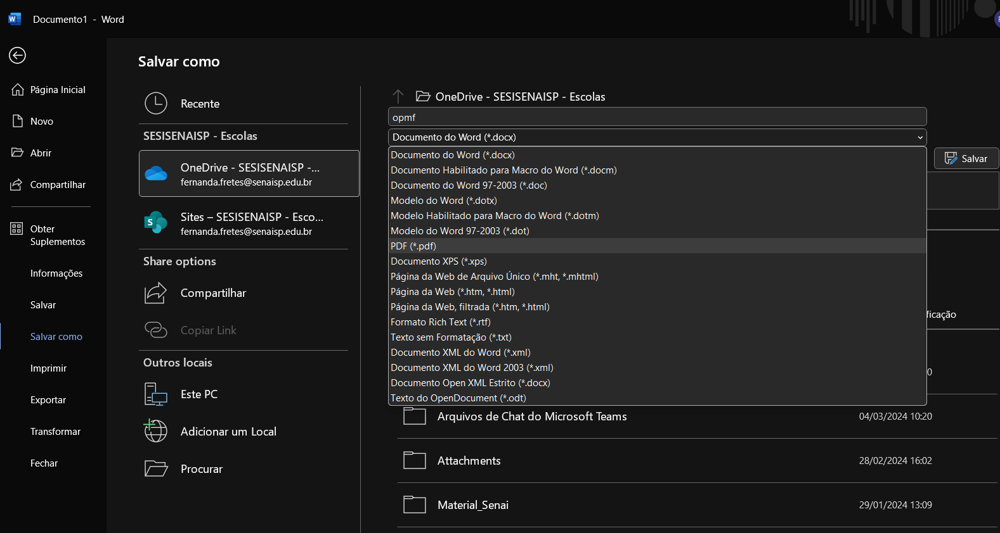 Documento1 - Word
Página Inicial
Novo
Abrir
Compartilhar
Obter
Suplementos
Informações
Salvar
Salvar como
Imprimir
Exportar
Transformar
Fechar
Salvar como
Recente
SESISENAISP - Escolas
OneDrive - SESISENAISP -...
fernanda.fretes@senaisp.edu.br
Sites – SESISENAISP - Esco...
fernanda.fretes@senaisp.edu.br
Share options
Compartilhar
Copiar Link
Outros locais
Este PC
Adicionar um Local
Procurar
OneDrive - SESISENAISP - Escolas
opmf
Documento do Word (*.docx)
Documento do Word (*.docx)
Documento Habilitado para Macro do Word (*.docm)
Documento do Word 97-2003 (*.doc)
Modelo do Word (*.dotx)
Modelo Habilitado para Macro do Word (*.dotm)
Modelo do Word 97-2003 (*.dot)
PDF (*.pdf)
Documento XPS (*.xps)
Página da Web de Arquivo Único (*.mht, *.mhtml)
Página da Web (*.htm, *.html)
Página da Web, filtrada (*.htm, *.html)
Formato Rich Text (*.rtf)
Texto sem Formatação (*.txt)
Documento XML do Word (*.xml)
Documento XML do Word 2003 (*.xml)
Documento Open XML Estrito (*.docx)
Texto do OpenDocument (*.odt)
Salvar
ficação
0
Arquivos de Chat do Microsoft Teams 04/03/2024 10:20
Attachments 28/02/2024 16:02
Material_Senai 29/01/2024 13:09